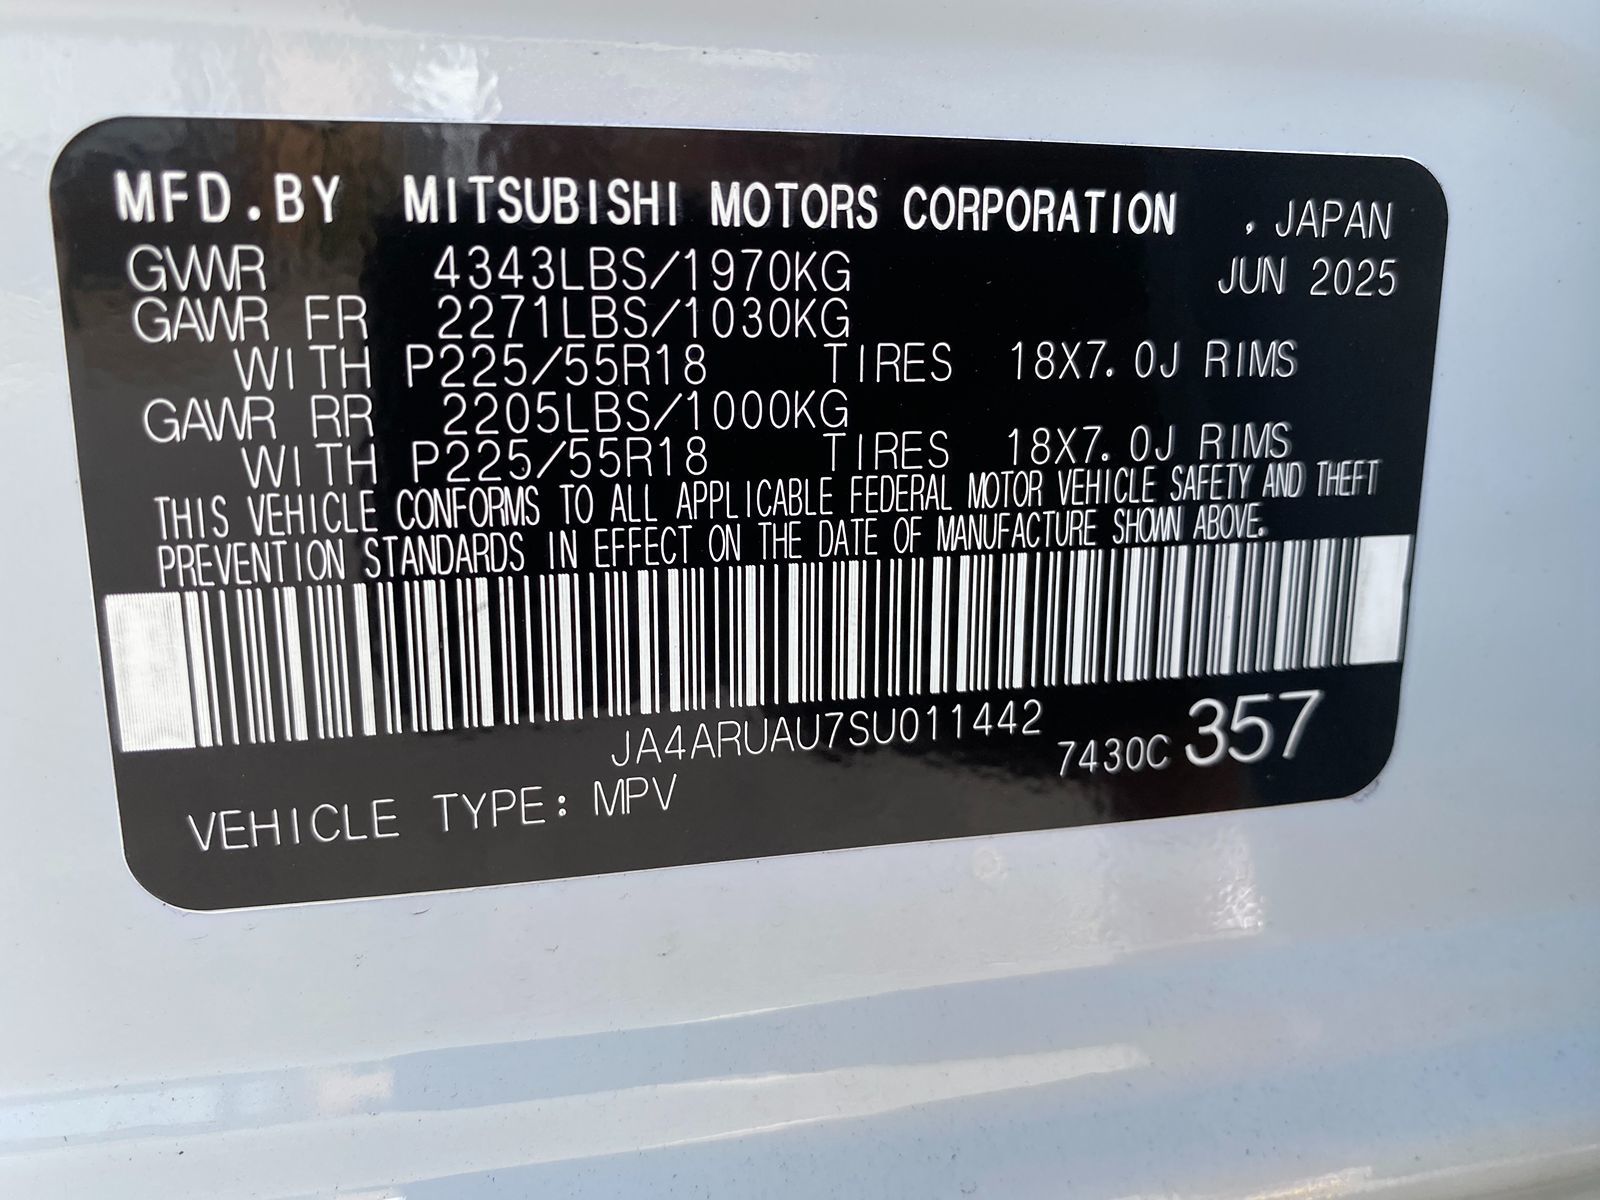 MFD.BY MITSUBISHI MOTORS CORPORATION , JAPAN
GVWR 4343LBS/1970KG JUN 2025
GAWR FR 2271LBS/1030KG
WITH P225/55R18 TIRES 18X7.0J RIMS
GAWR RR 2205LBS/1000KG
WITH P225/55R18 TIRES 18X7.0J RIMS
THIS VEHICLE CONFORMS TO ALL APPLICABLE FEDERAL MOTOR VEHICLE SAFETY AND THEFT
PREVENTION STANDARDS IN EFFECT ON THE DATE OF MANUFACTURE SHOWN ABOVE.
JA4ARUAU7SU011442 7430C 357
VEHICLE TYPE: MPV